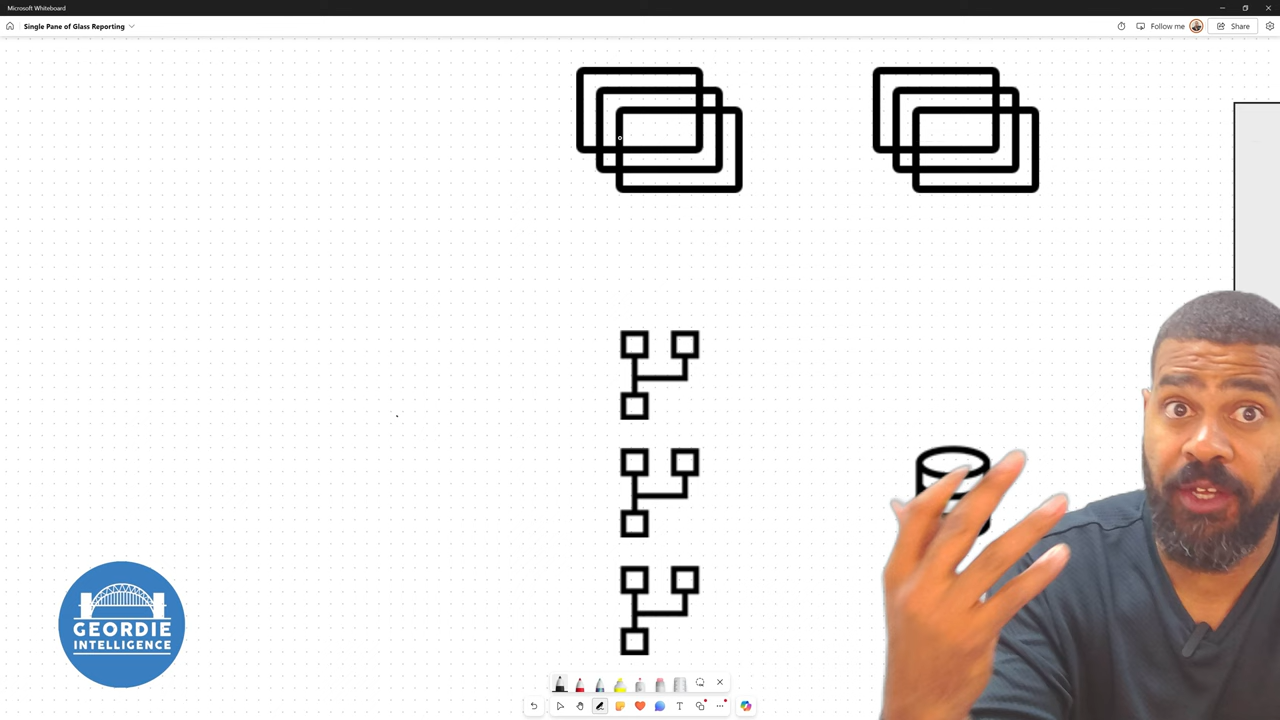 Microsoft Whiteboard
Single Pane of Glass Reporting
Follow me
Share
GEORDIE
INTELLIGENCE